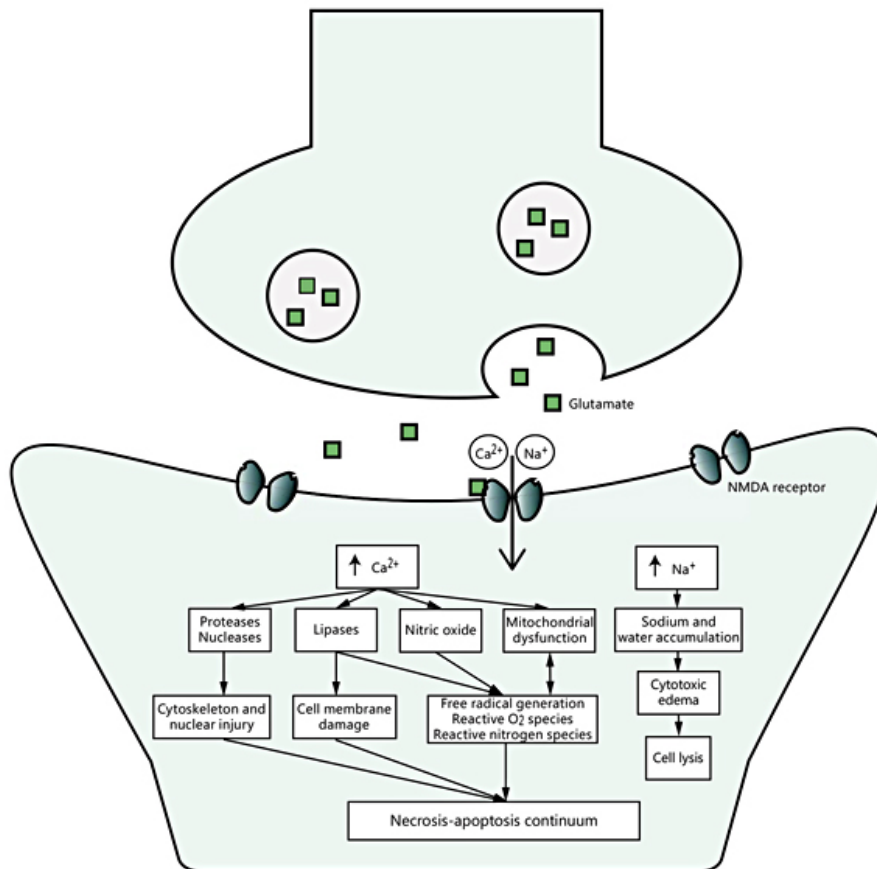 Glutamate
Ca²⁺
Na⁺
NMDA receptor
↑ Ca²⁺
↑ Na⁺
Proteases
Nucleases
Lipases
Nitric oxide
Mitochondrial
dysfunction
Sodium and
water accumulation
Cytoskeleton and
nuclear injury
Cell membrane
damage
Free radical generation
Reactive O₂ species
Reactive nitrogen species
Cytotoxic
edema
Cell lysis
Necrosis-apoptosis continuum